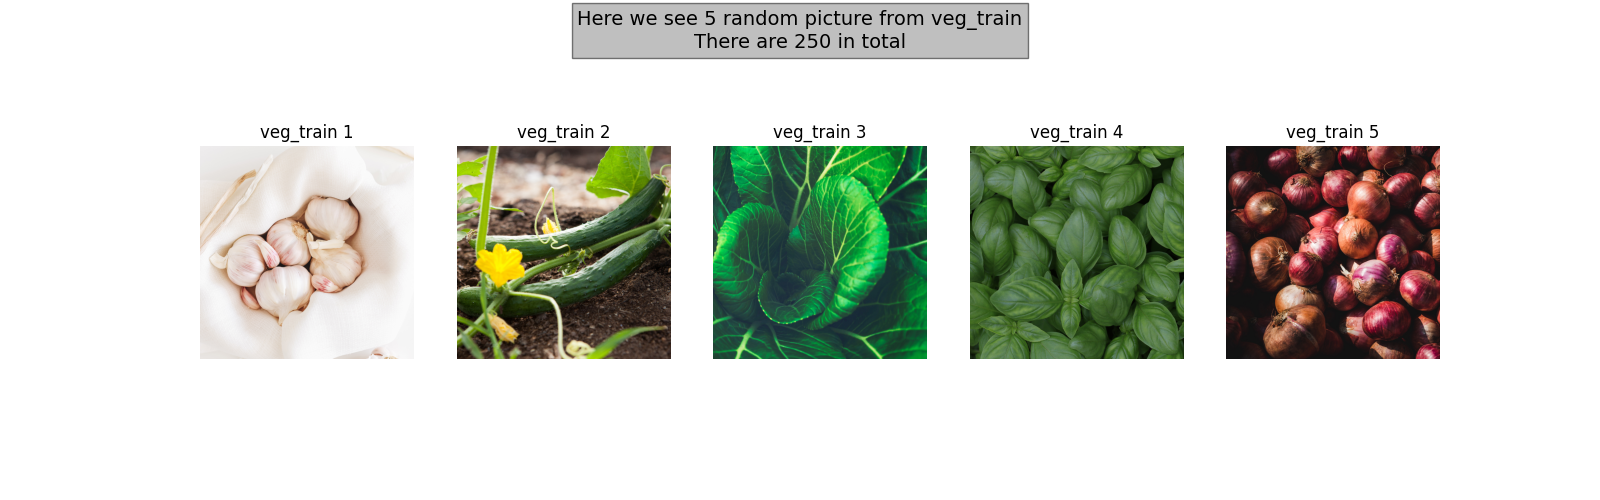 Here we see 5 random picture from veg_train
There are 250 in total
veg_train 1
veg_train 2
veg_train 3
veg_train 4
veg_train 5